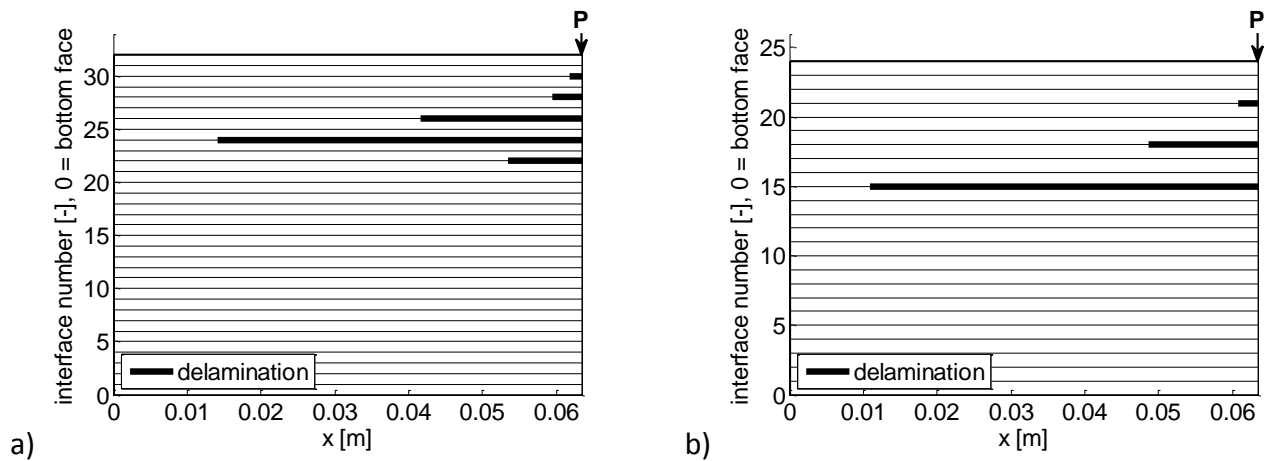 P
30
25
20
15
10
5
0
interface number [-], 0 = bottom face
delamination
0 0.01 0.02 0.03 0.04 0.05 0.06
x [m]
a)
P
25
20
15
10
5
0
interface number [-], 0 = bottom face
delamination
0 0.01 0.02 0.03 0.04 0.05 0.06
x [m]
b)